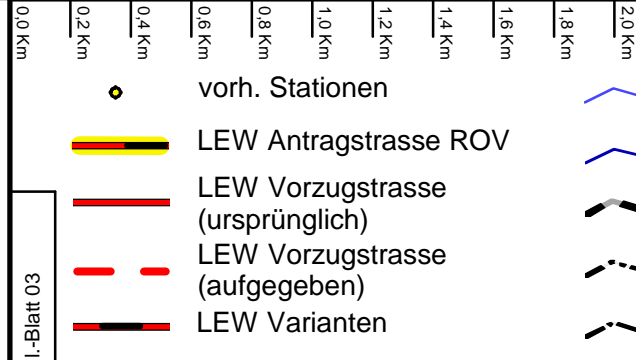 0,0 Km
0,2 Km
0,4 Km
0,6 Km
0,8 Km
1,0 Km
1,2 Km
1,4 Km
1,6 Km
1,8 Km
2,0 Km
vorh. Stationen
LEW Antragstrasse ROV
LEW Vorzugstrasse
(ursprünglich)
LEW Vorzugstrasse
(aufgegeben)
LEW Varianten
l.-Blatt 03